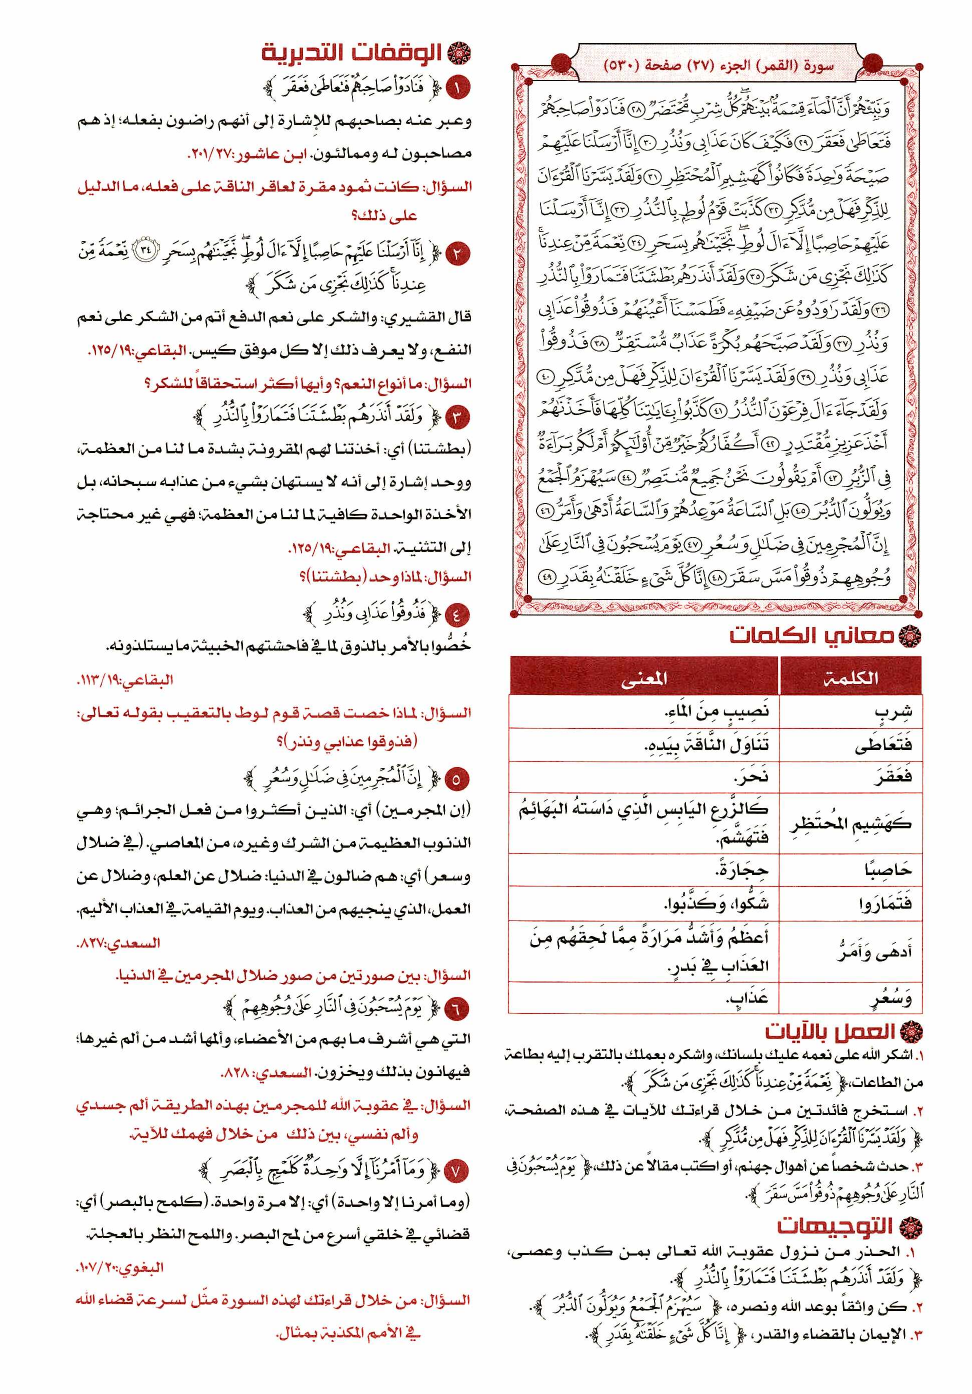 سورة (القمر) الجزء (٢٧) صفحة (٥٣٠)
وَنَبِّئْهُمْ أَنَّ ٱلْمَآءَ قِسْمَةٌۢ بَيْنَهُمْ ۖ كُلُّ شِرْبٍ مُّحْتَضَرٌ ٢٨ فَنَادَوْا۟ صَاحِبَهُمْ
فَتَعَاطَىٰ فَعَقَرَ ٢٩ فَكَيْفَ كَانَ عَذَابِى وَنُذُرِ ٣٠ إِنَّآ أَرْسَلْنَا عَلَيْهِمْ
صَيْحَةً وَٰحِدَةً فَكَانُوا۟ كَهَشِيمِ ٱلْمُحْتَظِرِ ٣١ وَلَقَدْ يَسَّرْنَا ٱلْقُرْءَانَ
لِلذِّكْرِ فَهَلْ مِن مُّدَّكِرٍ ٣٢ كَذَّبَتْ قَوْمُ لُوطٍۭ بِٱلنُّذُرِ ٣٣ إِنَّآ أَرْسَلْنَا
عَلَيْهِمْ حَاصِبًا إِلَّآ ءَالَ لُوطٍ ۖ نَّجَّيْنَٰهُم بِسَحَرٍ ٣٤ نِّعْمَةً مِّنْ عِندِنَا ۚ
كَذَٰلِكَ نَجْزِى مَن شَكَرَ ٣٥ وَلَقَدْ أَنذَرَهُم بَطْشَتَنَا فَتَمَارَوْا۟ بِٱلنُّذُرِ
٣٦ وَلَقَدْ رَٰوَدُوهُ عَن ضَيْفِهِۦ فَطَمَسْنَآ أَعْيُنَهُمْ فَذُوقُوا۟ عَذَابِى
وَنُذُرِ ٣٧ وَلَقَدْ صَبَّحَهُم بُكْرَةً عَذَابٌ مُّسْتَقِرٌّ ٣٨ فَذُوقُوا۟
عَذَابِى وَنُذُرِ ٣٩ وَلَقَدْ يَسَّرْنَا ٱلْقُرْءَانَ لِلذِّكْرِ فَهَلْ مِن مُّدَّكِرٍ ٤٠
وَلَقَدْ جَآءَ ءَالَ فِرْعَوْنَ ٱلنُّذُرُ ٤١ كَذَّبُوا۟ بِـَٔايَٰتِنَا كُلِّهَا فَأَخَذْنَٰهُمْ
أَخْذَ عَزِيزٍ مُّقْتَدِرٍ ٤٢ أَكُفَّارُكُمْ خَيْرٌ مِّنْ أُو۟لَٰٓئِكُمْ أَمْ لَكُم بَرَآءَةٌ
فِى ٱلزُّبُرِ ٤٣ أَمْ يَقُولُونَ نَحْنُ جَمِيعٌ مُّنتَصِرٌ ٤٤ سَيُهْزَمُ ٱلْجَمْعُ
وَيُوَلُّونَ ٱلدُّبُرَ ٤٥ بَلِ ٱلسَّاعَةُ مَوْعِدُهُمْ وَٱلسَّاعَةُ أَدْهَىٰ وَأَمَرُّ ٤٦
إِنَّ ٱلْمُجْرِمِينَ فِى ضَلَٰلٍ وَسُعُرٍ ٤٧ يَوْمَ يُسْحَبُونَ فِى ٱلنَّارِ عَلَىٰ
وُجُوهِهِمْ ذُوقُوا۟ مَسَّ سَقَرَ ٤٨ إِنَّا كُلَّ شَىْءٍ خَلَقْنَٰهُ بِقَدَرٍ ٤٩
معاني الكلمات
الكلمة المعنى
شِربٍ نَصِيبٍ مِنَ المَاءِ.
فَتَعَاطَى تَنَاوَلَ النَّاقَةَ بِيَدِهِ.
فَعَقَرَ نَحَرَ.
كَهَشِيمِ المُحتَظِرِ كَالزَّرعِ اليَابِسِ الَّذِي دَاسَتهُ البَهَائِمُ
فَتَهَشَّمَ.
حَاصِبًا حِجَارَةً.
فَتَمَارَوا شَكُّوا، وَكَذَّبُوا.
أَدهَى وَأَمَرُّ أَعظَمُ وَأَشَدُّ مَرَارَةً مِمَّا لَحِقَهُم مِنَ
العَذَابِ فِي بَدرٍ.
وَسُعُرٍ عَذَابٍ.
العمل بالآيات
١. اشكر الله على نعمه عليك بلسانك، واشكره بعملك بالتقرب إليه بطاعة
من الطاعات، ﴿ نِّعْمَةً مِّنْ عِندِنَا ۚ كَذَٰلِكَ نَجْزِى مَن شَكَرَ ﴾.
٢. استخرج فائدتين من خلال قراءتك للآيات في هذه الصفحة،
﴿ وَلَقَدْ يَسَّرْنَا ٱلْقُرْءَانَ لِلذِّكْرِ فَهَلْ مِن مُّدَّكِرٍ ﴾.
٣. حدث شخصاً عن أهوال جهنم، أو اكتب مقالاً عن ذلك، ﴿ يَوْمَ يُسْحَبُونَ فِى
ٱلنَّارِ عَلَىٰ وُجُوهِهِمْ ذُوقُوا۟ مَسَّ سَقَرَ ﴾.
التوجيهات
١. الحذر من نزول عقوبة الله تعالى بمن كذب وعصى،
﴿ وَلَقَدْ أَنذَرَهُم بَطْشَتَنَا فَتَمَارَوْا۟ بِٱلنُّذُرِ ﴾.
٢. كن واثقاً بوعد الله ونصره، ﴿ سَيُهْزَمُ ٱلْجَمْعُ وَيُوَلُّونَ ٱلدُّبُرَ ﴾.
٣. الإيمان بالقضاء والقدر، ﴿ إِنَّا كُلَّ شَىْءٍ خَلَقْنَٰهُ بِقَدَرٍ ﴾.
الوقفات التدبرية
١ ﴿ فَنَادَوْا۟ صَاحِبَهُمْ فَتَعَاطَىٰ فَعَقَرَ ﴾
وعبر عنه بصاحبهم للإشارة إلى أنهم راضون بفعله؛ إذ هم
مصاحبون له وممالئون. ابن عاشور: ٢٠١/٢٧.
السؤال: كانت ثمود مقرة لعاقر الناقة على فعله، ما الدليل
على ذلك؟
٢ ﴿ إِنَّآ أَرْسَلْنَا عَلَيْهِمْ حَاصِبًا إِلَّآ ءَالَ لُوطٍ ۖ نَّجَّيْنَٰهُم بِسَحَرٍ ٣٤ نِّعْمَةً مِّنْ
عِندِنَا ۚ كَذَٰلِكَ نَجْزِى مَن شَكَرَ ﴾
قال القشيري: والشكر على نعم الدفع أتم من الشكر على نعم
النفع، ولا يعرف ذلك إلا كل موفق كيس. البقاعي: ١٢٥/١٩.
السؤال: ما أنواع النعم؟ وأيها أكثر استحقاقاً للشكر؟
٣ ﴿ وَلَقَدْ أَنذَرَهُم بَطْشَتَنَا فَتَمَارَوْا۟ بِٱلنُّذُرِ ﴾
(بطشتنا) أي: أخذتنا لهم المقرونة بشدة ما لنا من العظمة،
ووحد إشارة إلى أنه لا يستهان بشيء من عذابه سبحانه، بل
الأخذة الواحدة كافية لما لنا من العظمة؛ فهي غير محتاجة
إلى التثنية. البقاعي: ١٢٥/١٩.
السؤال: لماذا وحد (بطشتنا)؟
٤ ﴿ فَذُوقُوا۟ عَذَابِى وَنُذُرِ ﴾
خُصُّوا بالأمر بالذوق لما في فاحشتهم الخبيثة ما يستلذونه.
البقاعي: ١١٣/١٩.
السؤال: لماذا خصت قصة قوم لوط بالتعقيب بقوله تعالى:
(فذوقوا عذابي ونذر)؟
٥ ﴿ إِنَّ ٱلْمُجْرِمِينَ فِى ضَلَٰلٍ وَسُعُرٍ ﴾
(إن المجرمين) أي: الذين أكثروا من فعل الجرائم؛ وهي
الذنوب العظيمة من الشرك وغيره، من المعاصي. (في ضلال
وسعر) أي: هم ضالون في الدنيا: ضلال عن العلم، وضلال عن
العمل، الذي ينجيهم من العذاب. ويوم القيامة في العذاب الأليم.
السعدي: ٨٢٧.
السؤال: بين صورتين من صور ضلال المجرمين في الدنيا.
٦ ﴿ يَوْمَ يُسْحَبُونَ فِى ٱلنَّارِ عَلَىٰ وُجُوهِهِمْ ﴾
التي هي أشرف ما بهم من الأعضاء، وألمها أشد من ألم غيرها؛
فيهانون بذلك ويخزون. السعدي: ٨٢٨.
السؤال: في عقوبة الله للمجرمين بهذه الطريقة ألم جسدي
وألم نفسي، بين ذلك من خلال فهمك للآية.
٧ ﴿ وَمَآ أَمْرُنَآ إِلَّا وَٰحِدَةٌ كَلَمْحٍۭ بِٱلْبَصَرِ ﴾
(وما أمرنا إلا واحدة) أي: إلا مرة واحدة. (كلمح بالبصر) أي:
قضائي في خلقي أسرع من لمح البصر. واللمح النظر بالعجلة.
البغوي: ١٠٧/٢٠.
السؤال: من خلال قراءتك لهذه السورة مثّل لسرعة قضاء الله
في الأمم المكذبة بمثال.